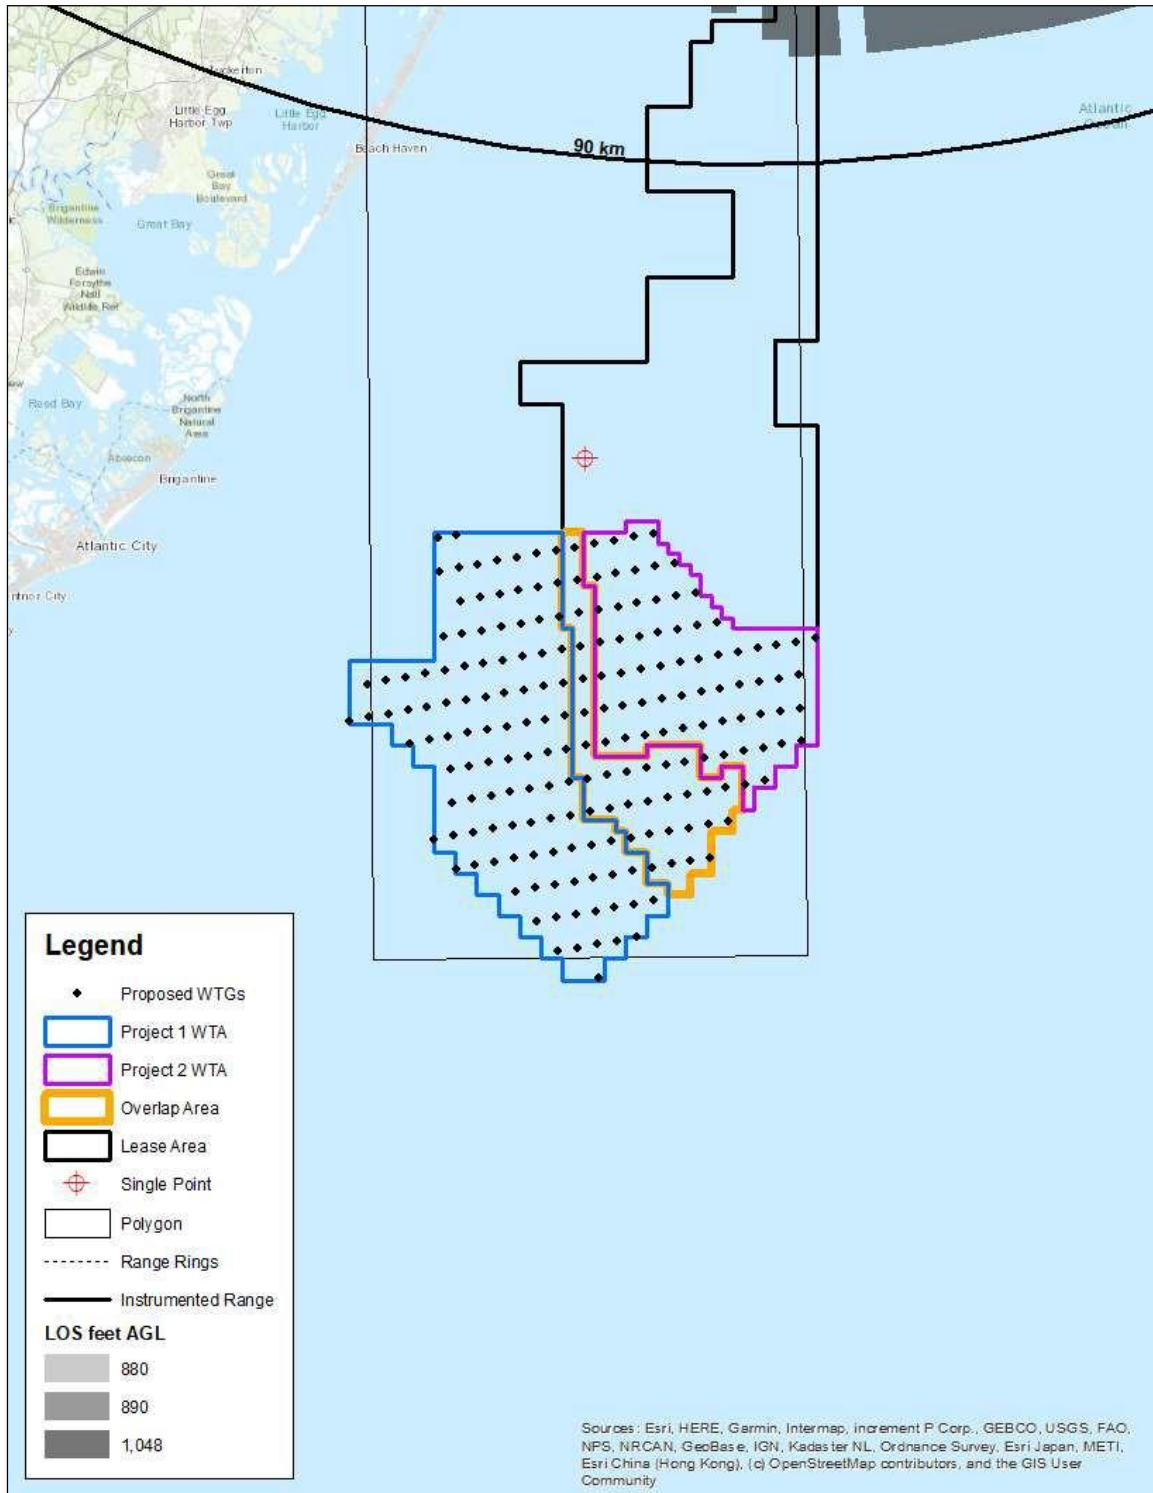 Tuckerton
Little Egg
Harbor Twp
Little Egg
Harbor
Beach Haven
90 km
Atlantic
Ocean
Great
Bay
Boulevard
Brigantine
Wilderness
Great Bay
Edwin
Forsythe
Natl
Wildlife Ref
Reed Bay
North
Brigantine
Natural
Area
Absecon
Brigantine
Atlantic City
ntnor City
Legend
Proposed WTGs
Project 1 WTA
Project 2 WTA
Overlap Area
Lease Area
Single Point
Polygon
Range Rings
Instrumented Range
LOS feet AGL
880
890
1,048
Sources: Esri, HERE, Garmin, Intermap, increment P Corp., GEBCO, USGS, FAO,
NPS, NRCAN, GeoBase, IGN, Kadaster NL, Ordnance Survey, Esri Japan, METI,
Esri China (Hong Kong), (c) OpenStreetMap contributors, and the GIS User
Community